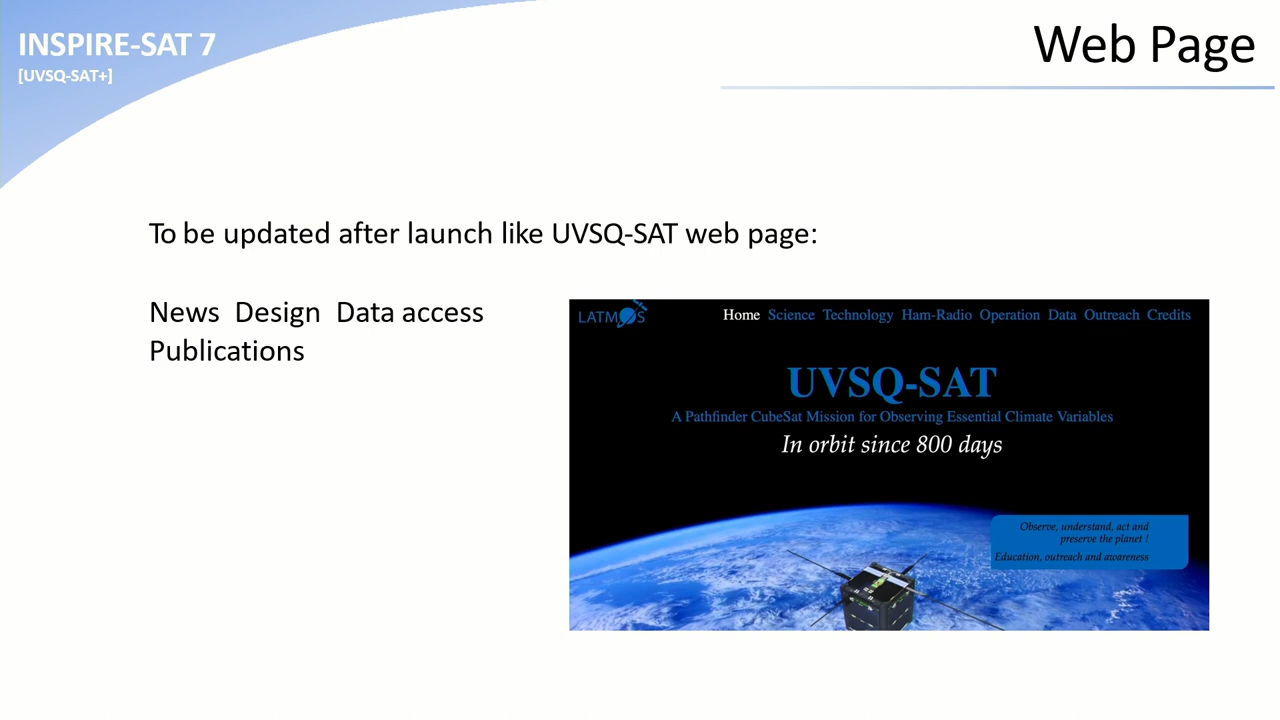 INSPIRE-SAT 7
[UVSQ-SAT+]
Web Page
To be updated after launch like UVSQ-SAT web page:
News Design Data access
Publications
LATMOS
Home Science Technology Ham-Radio Operation Data Outreach Credits
UVSQ-SAT
A Pathfinder CubeSat Mission for Observing Essential Climate Variables
In orbit since 800 days
Observe, understand, act and
preserve the planet !
Education, outreach and awareness